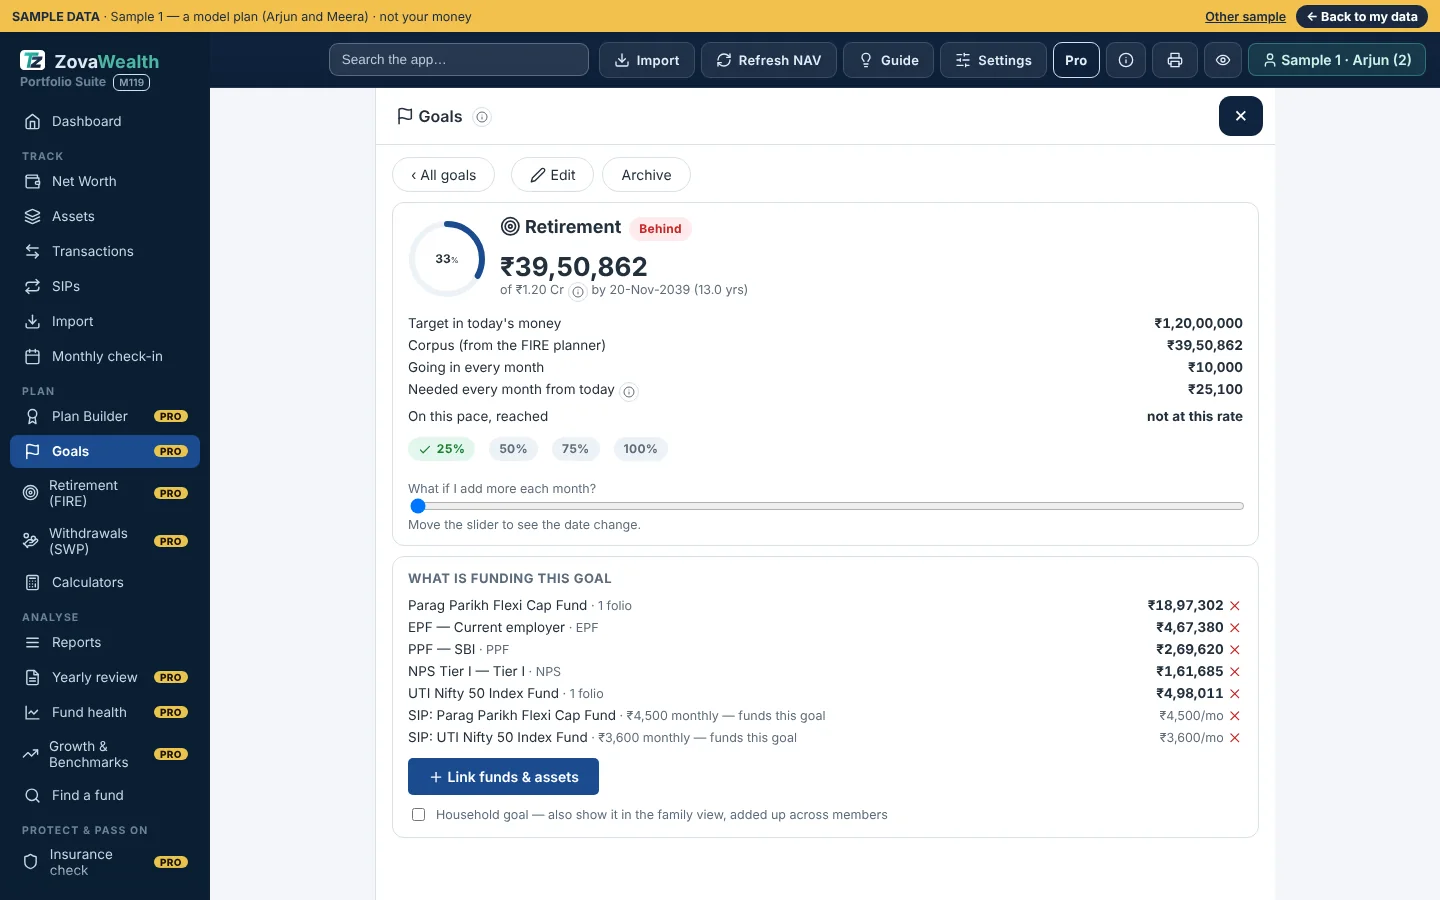 SAMPLE DATA · Sample 1 — a model plan (Arjun and Meera) · not your money
Other sample
← Back to my data
ZovaWealth
Portfolio Suite M119
Search the app…
Import
Refresh NAV
Guide
Settings
Pro
Sample 1 · Arjun (2)
Dashboard
TRACK
Net Worth
Assets
Transactions
SIPs
Import
Monthly check-in
PLAN
Plan Builder PRO
Goals PRO
Retirement
(FIRE) PRO
Withdrawals
(SWP) PRO
Calculators
ANALYSE
Reports
Yearly review PRO
Fund health PRO
Growth &
Benchmarks PRO
Find a fund
PROTECT & PASS ON
Insurance
check PRO
Goals
‹ All goals
Edit
Archive
33%
Retirement Behind
₹39,50,862
of ₹1.20 Cr by 20-Nov-2039 (13.0 yrs)
Target in today's money ₹1,20,00,000
Corpus (from the FIRE planner) ₹39,50,862
Going in every month ₹10,000
Needed every month from today ₹25,100
On this pace, reached not at this rate
✓ 25% 50% 75% 100%
What if I add more each month?
Move the slider to see the date change.
WHAT IS FUNDING THIS GOAL
Parag Parikh Flexi Cap Fund · 1 folio ₹18,97,302 ×
EPF — Current employer · EPF ₹4,67,380 ×
PPF — SBI · PPF ₹2,69,620 ×
NPS Tier I — Tier I · NPS ₹1,61,685 ×
UTI Nifty 50 Index Fund · 1 folio ₹4,98,011 ×
SIP: Parag Parikh Flexi Cap Fund · ₹4,500 monthly — funds this goal ₹4,500/mo ×
SIP: UTI Nifty 50 Index Fund · ₹3,600 monthly — funds this goal ₹3,600/mo ×
+ Link funds & assets
Household goal — also show it in the family view, added up across members